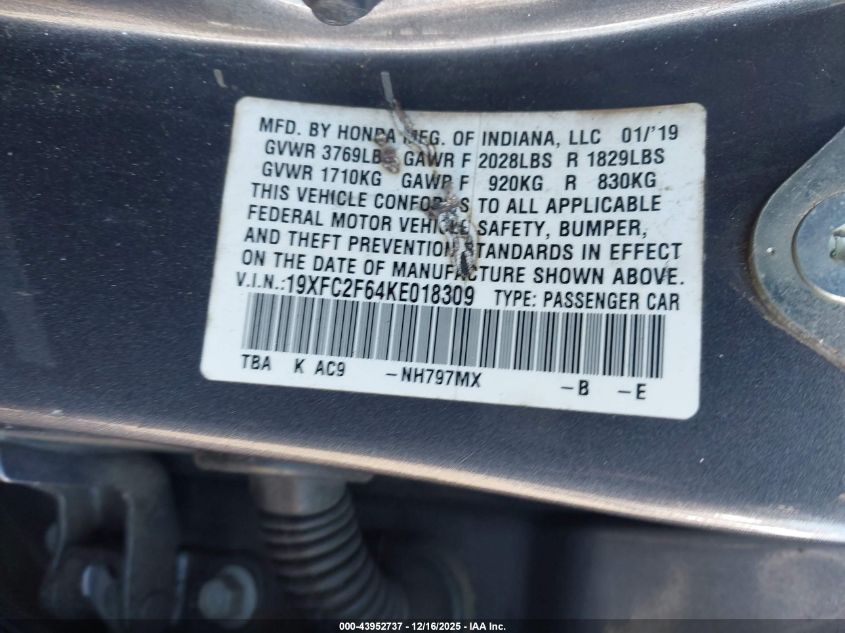 MFD. BY HONDA MFG. OF INDIANA, LLC 01/'19
GVWR 3769LBS GAWR F 2028LBS R 1829LBS
GVWR 1710KG GAWR F 920KG R 830KG
THIS VEHICLE CONFORMS TO ALL APPLICABLE
FEDERAL MOTOR VEHICLE SAFETY, BUMPER,
AND THEFT PREVENTION STANDARDS IN EFFECT
ON THE DATE OF MANUFACTURE SHOWN ABOVE.
V.I.N.:19XFC2F64KE018309 TYPE: PASSENGER CAR
TBA K AC9 -NH797MX -B -E
000-43952737 - 12/16/2025 - IAA Inc.